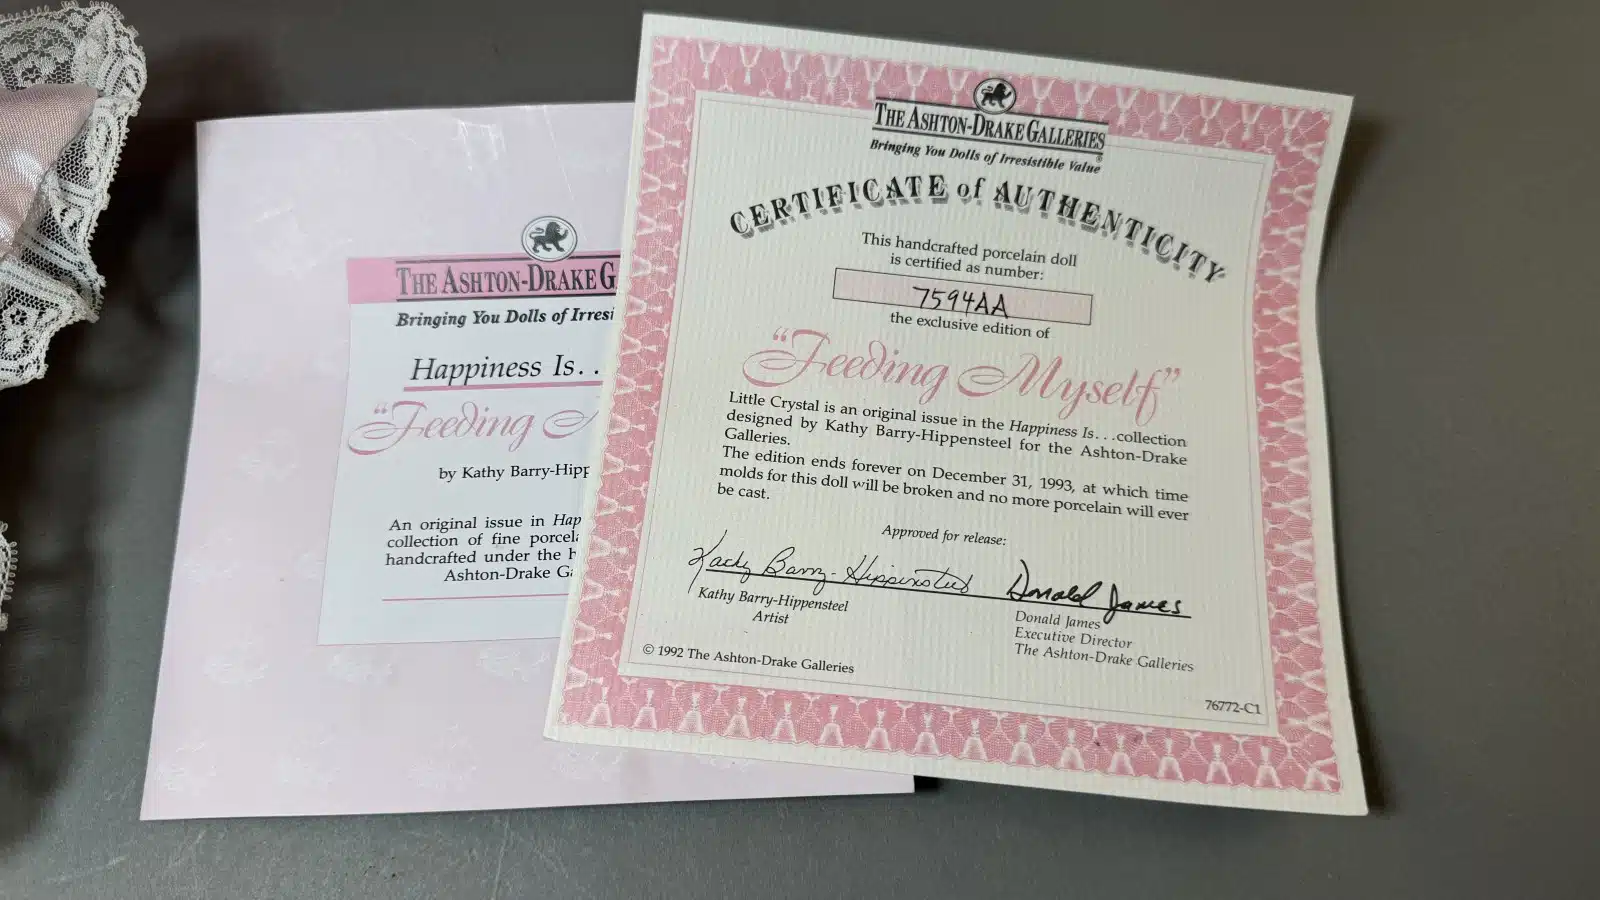 THE ASHTON-DRAKE G
Bringing You Dolls of Irresi
Happiness Is. . .
"Feeding
by Kathy Barry-Hipp
An original issue in Hap
collection of fine porcela
handcrafted under the h
Ashton-Drake Ga
THE ASHTON-DRAKE GALLERIES
Bringing You Dolls of Irresistible Value®
CERTIFICATE of AUTHENTICITY
This handcrafted porcelain doll
is certified as number:
7594AA
the exclusive edition of
"Feeding Myself"
Little Crystal is an original issue in the Happiness Is. . .collection
designed by Kathy Barry-Hippensteel for the Ashton-Drake
Galleries.
The edition ends forever on December 31, 1993, at which time
molds for this doll will be broken and no more porcelain will ever
be cast.
Approved for release:
Kathy Barry-Hippensteel Donald James
Kathy Barry-Hippensteel
Artist
Donald James
Executive Director
The Ashton-Drake Galleries
© 1992 The Ashton-Drake Galleries
76772-C1